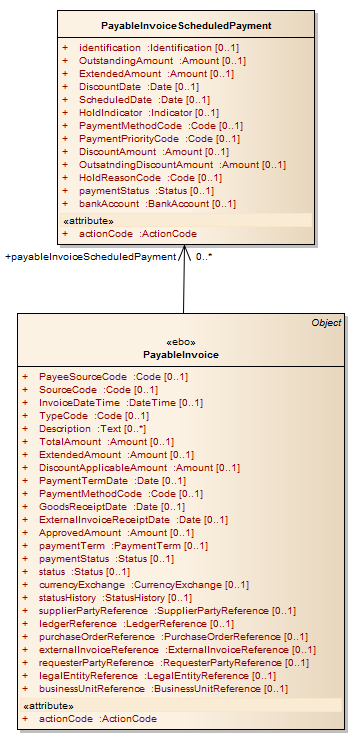 PayableInvoiceScheduledPayment
+ identification :Identification [0..1]
+ OutstandingAmount :Amount [0..1]
+ ExtendedAmount :Amount [0..1]
+ DiscountDate :Date [0..1]
+ ScheduledDate :Date [0..1]
+ HoldIndicator :Indicator [0..1]
+ PaymentMethodCode :Code [0..1]
+ PaymentPriorityCode :Code [0..1]
+ DiscountAmount :Amount [0..1]
+ OutsatndingDiscountAmount :Amount [0..1]
+ HoldReasonCode :Code [0..1]
+ paymentStatus :Status [0..1]
+ bankAccount :BankAccount [0..1]
«attribute»
+ actionCode :ActionCode
+payableInvoiceScheduledPayment 0..*
Object
«ebo»
PayableInvoice
+ PayeeSourceCode :Code [0..1]
+ SourceCode :Code [0..1]
+ InvoiceDateTime :DateTime [0..1]
+ TypeCode :Code [0..1]
+ Description :Text [0..*]
+ TotalAmount :Amount [0..1]
+ ExtendedAmount :Amount [0..1]
+ DiscountApplicableAmount :Amount [0..1]
+ PaymentTermDate :Date [0..1]
+ PaymentMethodCode :Code [0..1]
+ GoodsReceiptDate :Date [0..1]
+ ExternalInvoiceReceiptDate :Date [0..1]
+ ApprovedAmount :Amount [0..1]
+ paymentTerm :PaymentTerm [0..1]
+ paymentStatus :Status [0..1]
+ status :Status [0..1]
+ currencyExchange :CurrencyExchange [0..1]
+ statusHistory :StatusHistory [0..1]
+ supplierPartyReference :SupplierPartyReference [0..1]
+ ledgerReference :LedgerReference [0..1]
+ purchaseOrderReference :PurchaseOrderReference [0..1]
+ externalInvoiceReference :ExternalInvoiceReference [0..1]
+ requesterPartyReference :RequesterPartyReference [0..1]
+ legalEntityReference :LegalEntityReference [0..1]
+ businessUnitReference :BusinessUnitReference [0..1]
«attribute»
+ actionCode :ActionCode